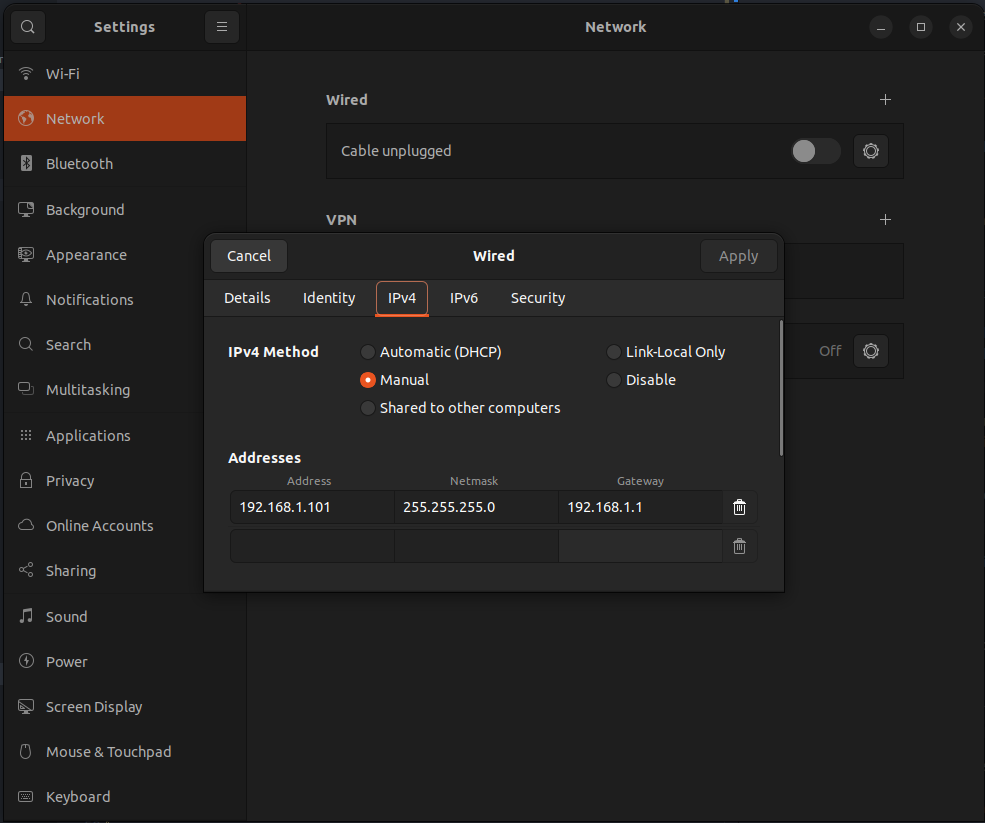 Settings
Network
Wi-Fi
Network
Bluetooth
Background
Appearance
Notifications
Search
Multitasking
Applications
Privacy
Online Accounts
Sharing
Sound
Power
Screen Display
Mouse & Touchpad
Keyboard
Wired
Cable unplugged
VPN
Off
Cancel
Wired
Apply
Details
Identity
IPv4
IPv6
Security
IPv4 Method
Automatic (DHCP)
Link-Local Only
Manual
Disable
Shared to other computers
Addresses
Address
Netmask
Gateway
192.168.1.101
255.255.255.0
192.168.1.1